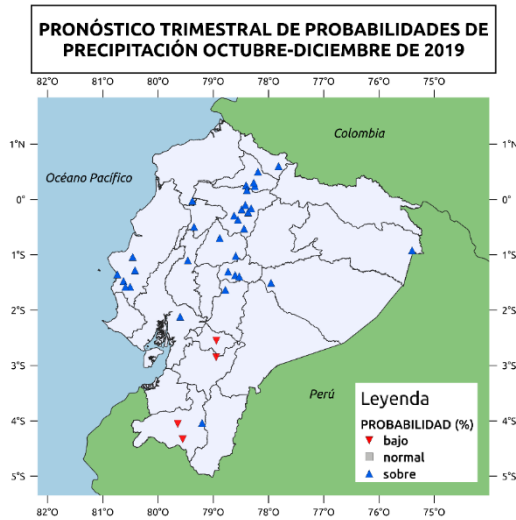 PRONÓSTICO TRIMESTRAL DE PROBABILIDADES DE
PRECIPITACIÓN OCTUBRE-DICIEMBRE DE 2019
82°O 81°O 80°O 79°O 78°O 77°O 76°O 75°O
Colombia
1°N 1°N
Océano Pacífico
0° 0°
1°S 1°S
2°S 2°S
3°S 3°S
Perú
Leyenda
4°S 4°S
PROBABILIDAD (%)
bajo
normal
sobre
5°S 5°S
82°O 81°O 80°O 79°O 78°O 77°O 76°O 75°O